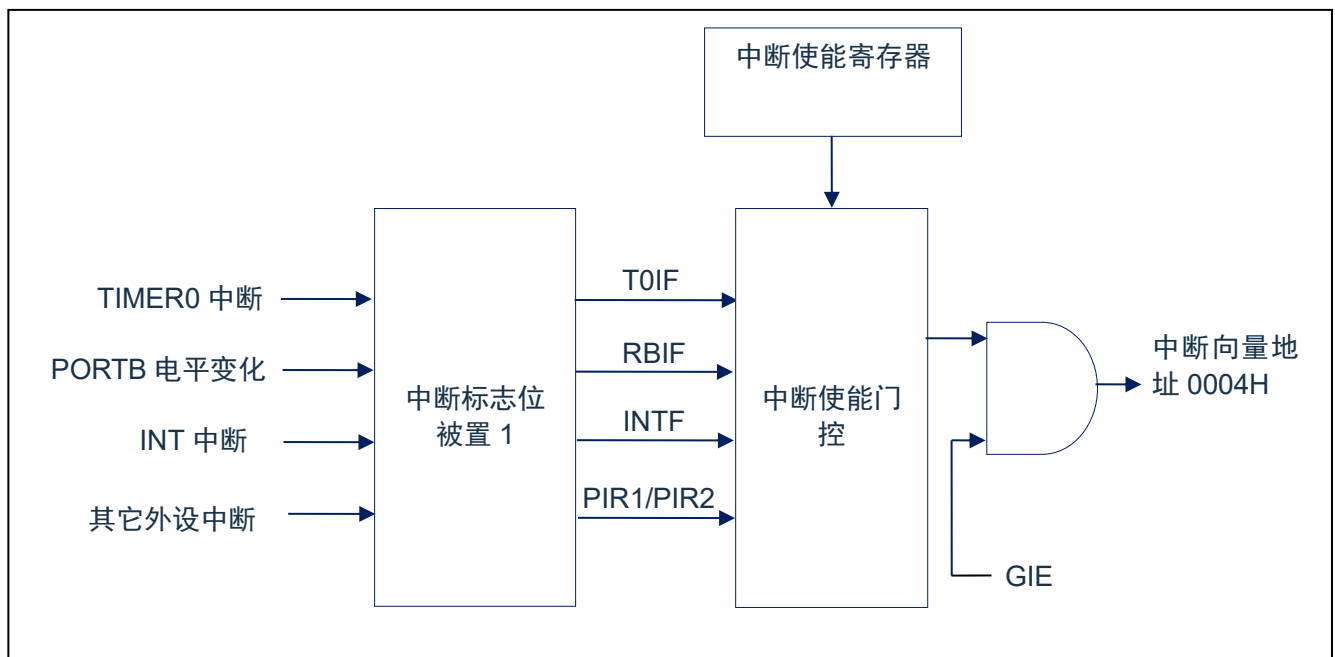 中断使能寄存器
TIMER0 中断
PORTB 电平变化
INT 中断
其它外设中断
中断标志位
被置 1
T0IF
RBIF
INTF
PIR1/PIR2
中断使能门
控
中断向量地
址 0004H
GIE